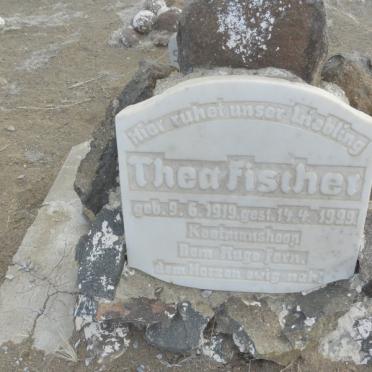 Hier ruhet unser Liebling
Thea Fischer
geb. 9. 6. 1919. gest. 14. 4. 1999.
Keetmanshoop
Dem Auge fern.
dem Herzen ewig nah!